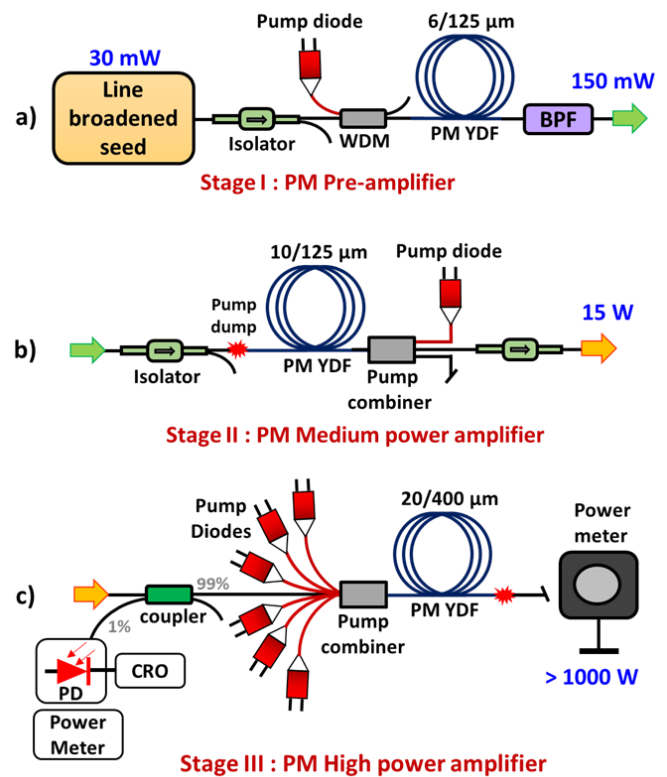 Pump diode
6/125 µm
30 mW
150 mW
a)
Line
broadened
seed
Isolator
WDM
PM YDF
BPF
Stage I : PM Pre-amplifier
10/125 µm
Pump diode
Pump
dump
15 W
b)
Isolator
PM YDF
Pump
combiner
Stage II : PM Medium power amplifier
Pump
Diodes
20/400 µm
Power
meter
c)
99%
coupler
1%
PM YDF
Pump
combiner
PD
CRO
> 1000 W
Power
Meter
Stage III : PM High power amplifier